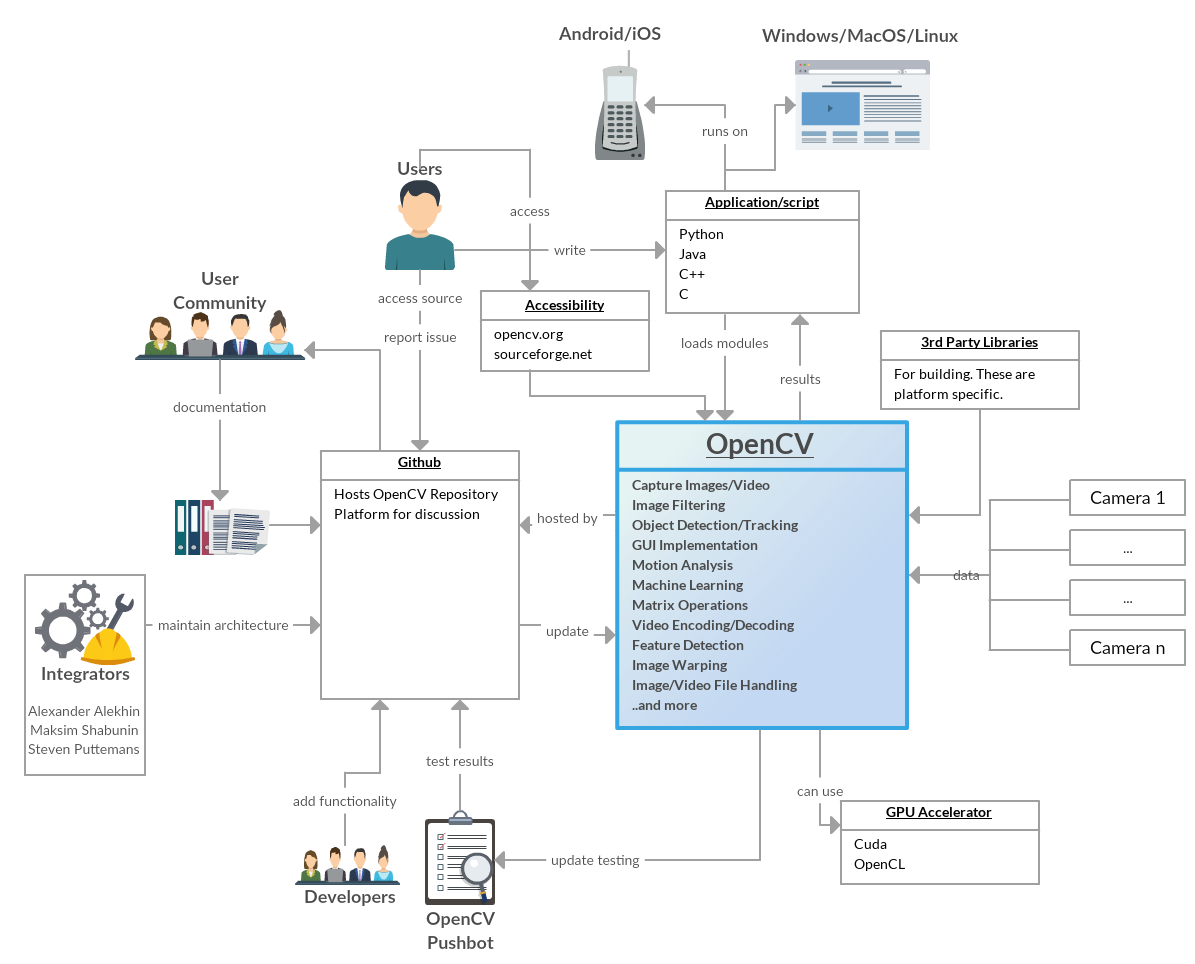 Android/iOS
Windows/MacOS/Linux
runs on
Users
access
write
Application/script
Python
Java
C++
C
User
Community
access source
report issue
Accessibility
opencv.org
sourceforge.net
loads modules
results
3rd Party Libraries
For building. These are
platform specific.
documentation
Github
Hosts OpenCV Repository
Platform for discussion
hosted by
OpenCV
Capture Images/Video
Image Filtering
Object Detection/Tracking
GUI Implementation
Motion Analysis
Machine Learning
Matrix Operations
Video Encoding/Decoding
Feature Detection
Image Warping
Image/Video File Handling
..and more
Camera 1
...
...
Camera n
data
maintain architecture
update
Integrators
Alexander Alekhin
Maksim Shabunin
Steven Puttemans
test results
add functionality
can use
GPU Accelerator
Cuda
OpenCL
update testing
Developers
OpenCV
Pushbot